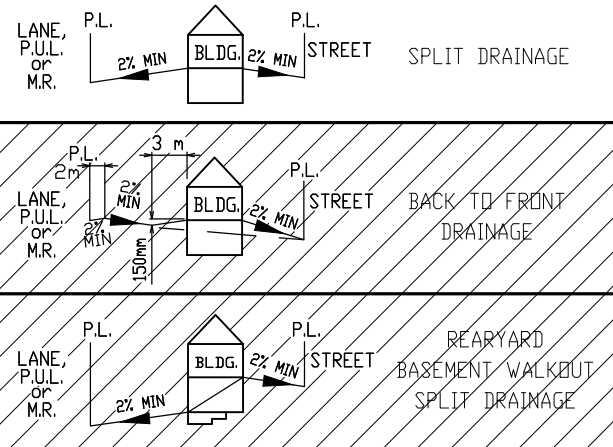 P.L.
P.L.
LANE,
P.U.L.
or
M.R.
2% MIN
BLDG.
2% MIN
STREET
SPLIT DRAINAGE
3 m
P.L.
2m
P.L.
2%
MIN
LANE,
P.U.L.
or
M.R.
2%
MIN
BLDG.
2% MIN
STREET
150mm
BACK TO FRONT
DRAINAGE
P.L.
P.L.
LANE,
P.U.L.
or
M.R.
2% MIN
BLDG.
2% MIN
STREET
REARYARD
BASEMENT WALKOUT
SPLIT DRAINAGE